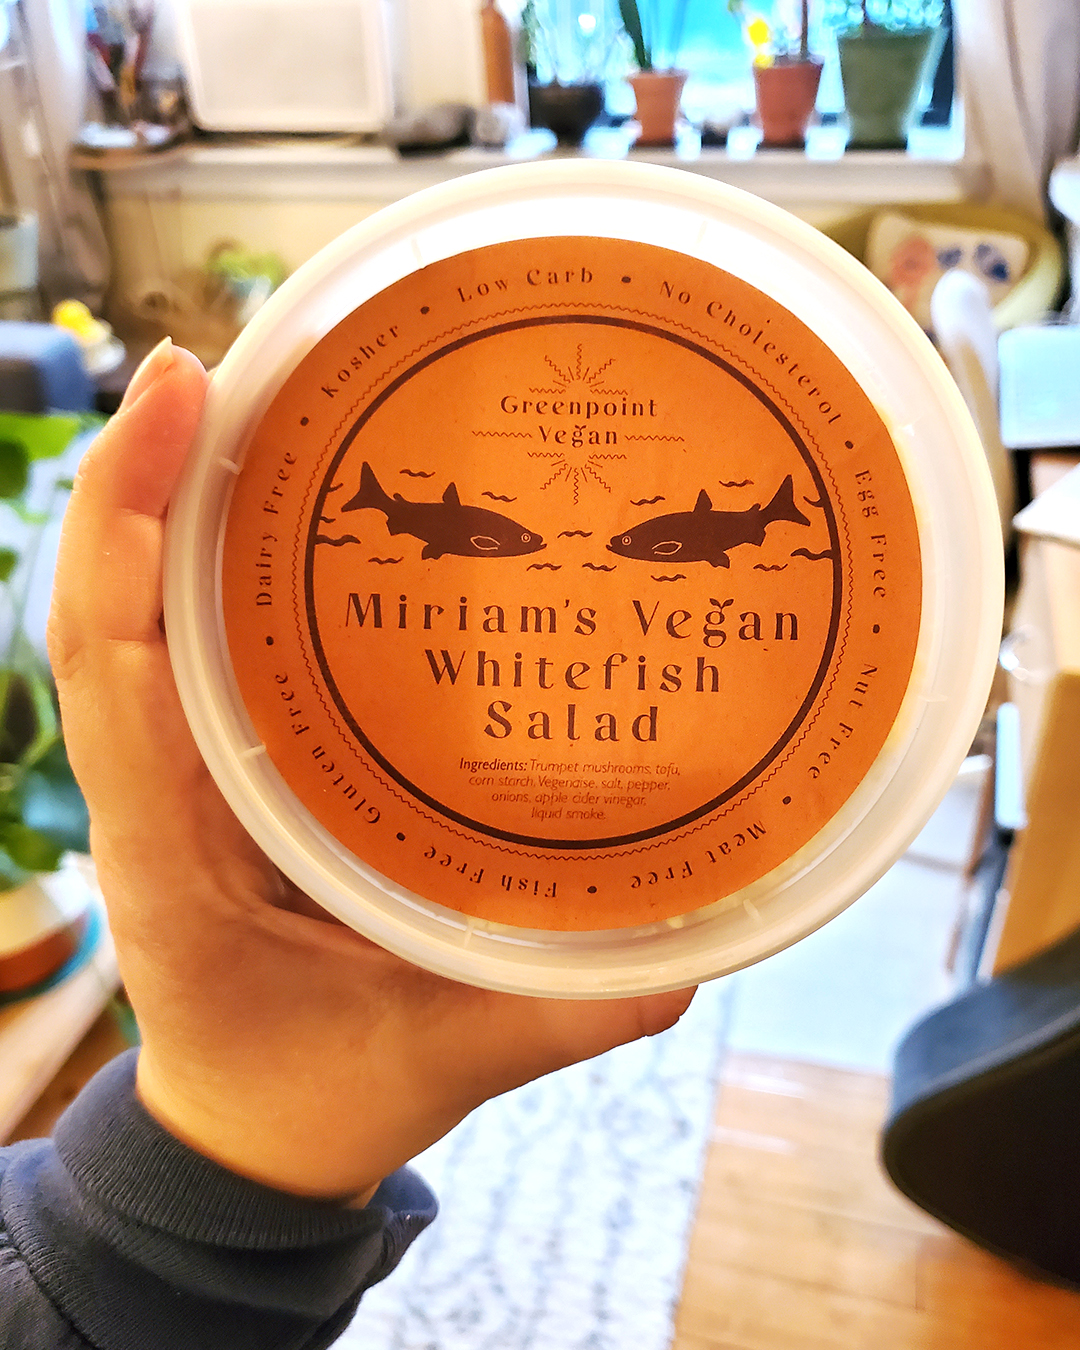 Greenpoint
Vegan
Miriam's Vegan
Whitefish
Salad
Ingredients: Trumpet mushrooms, tofu,
corn starch, Vegenaise, salt, pepper,
onions, apple cider vinegar,
liquid smoke.
Low Carb • No Cholesterol • Egg Free • Nut Free • Meat Free • Fish Free • Gluten Free • Dairy Free • Kosher •